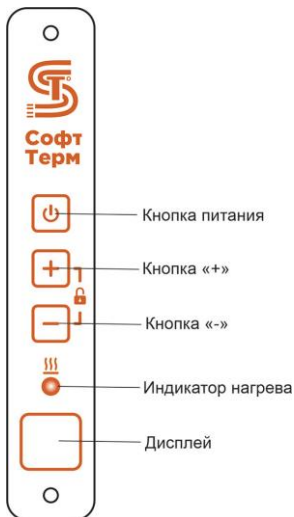 Софт
Терм
Кнопка питания
Кнопка «+»
Кнопка «-»
Индикатор нагрева
Дисплей